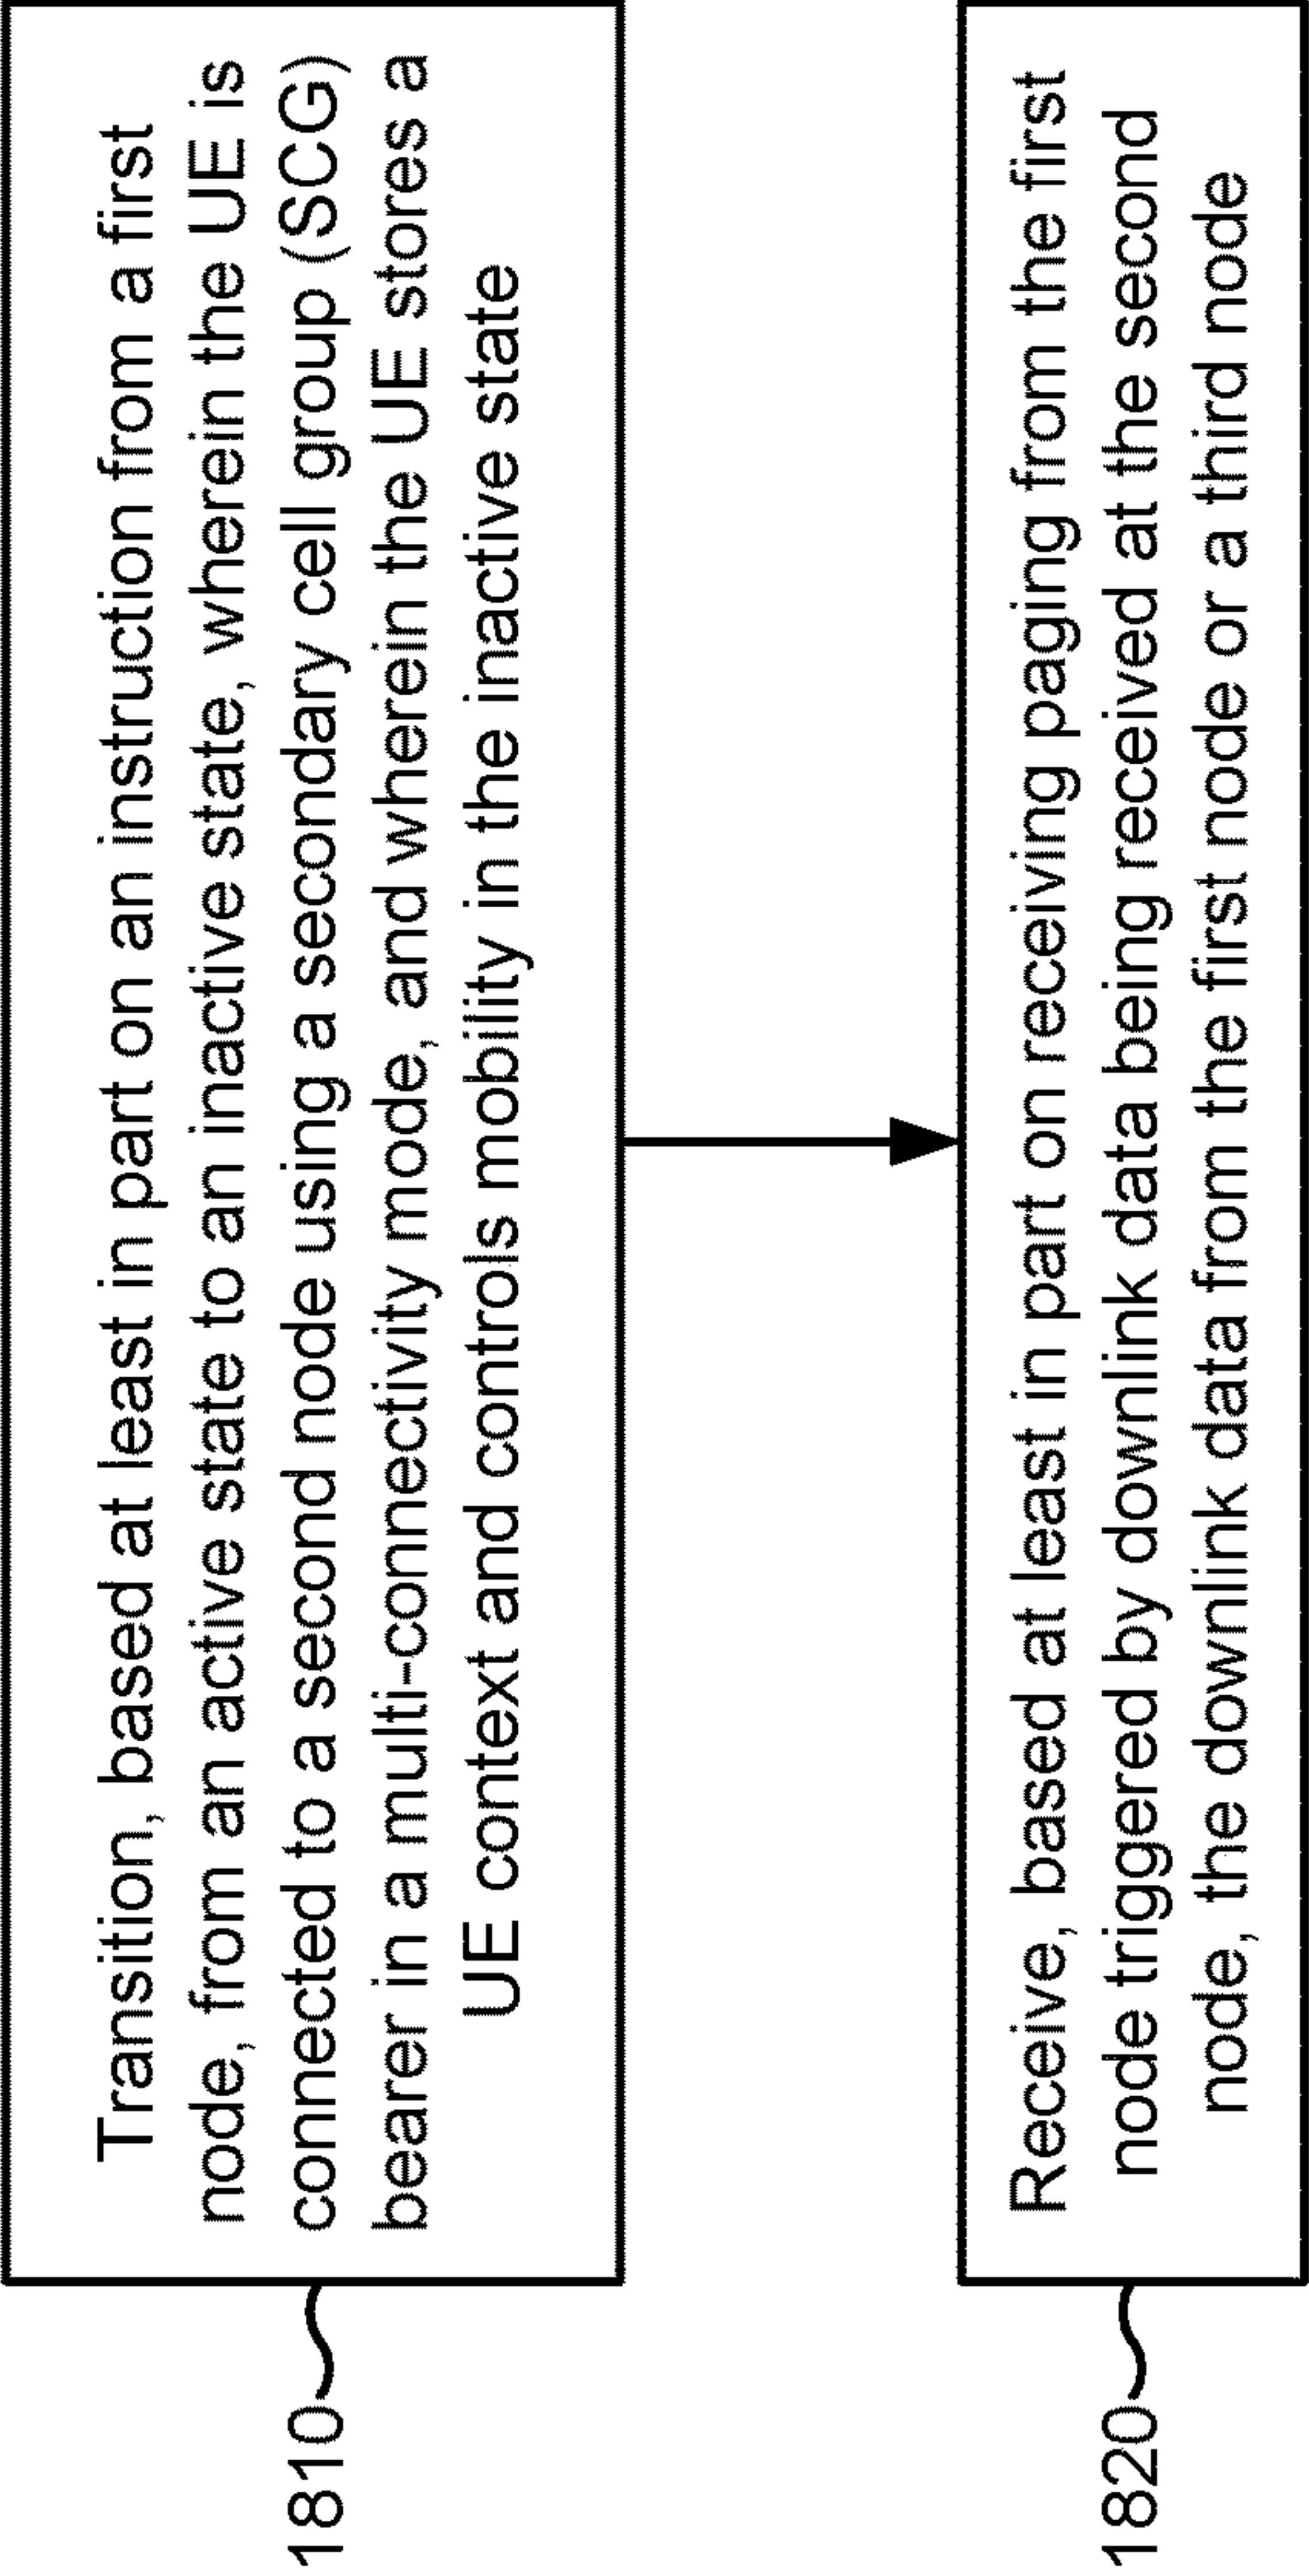 1810
Transition, based at least in part on an instruction from a first
node, from an active state to an inactive state, wherein the UE is
connected to a second node using a secondary cell group (SCG)
bearer in a multi-connectivity mode, and wherein the UE stores a
UE context and controls mobility in the inactive state
1820
Receive, based at least in part on receiving paging from the first
node triggered by downlink data being received at the second
node, the downlink data from the first node or a third node